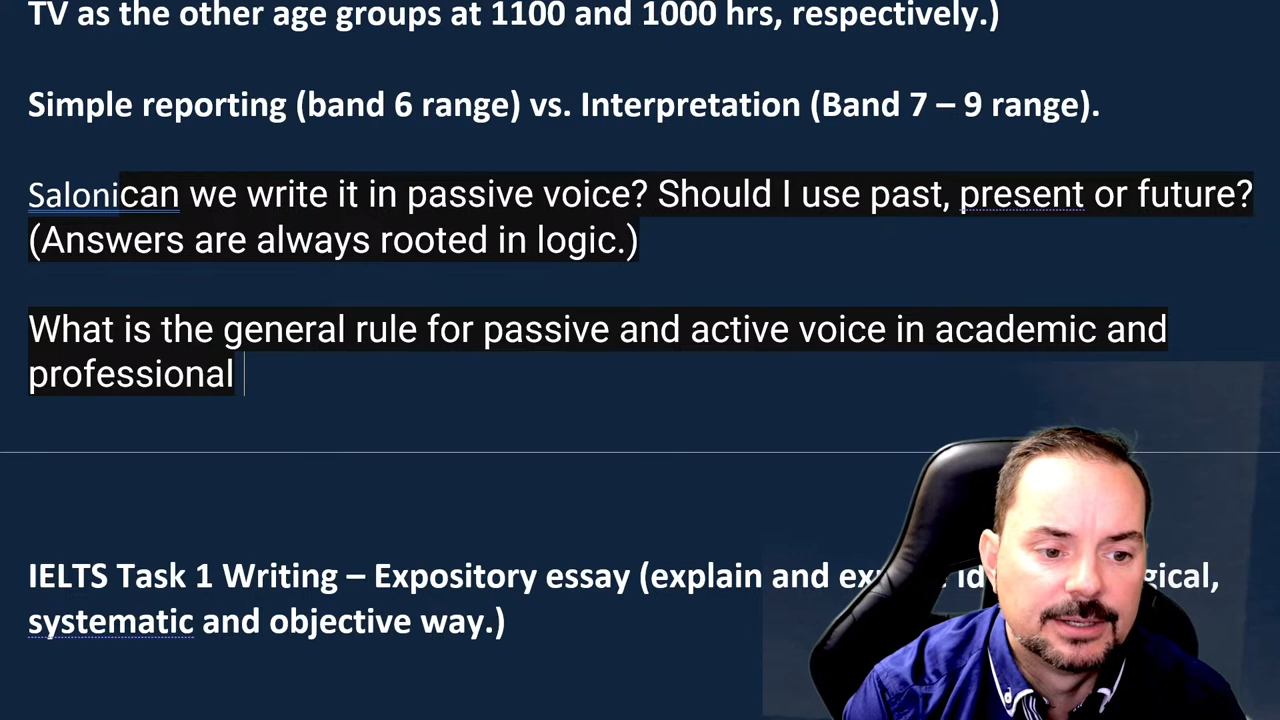 TV as the other age groups at 1100 and 1000 hrs, respectively.)
Simple reporting (band 6 range) vs. Interpretation (Band 7 – 9 range).
Salonican we write it in passive voice? Should I use past, present or future?
(Answers are always rooted in logic.)
What is the general rule for passive and active voice in academic and
professional
IELTS Task 1 Writing – Expository essay (explain and gical,
systematic and objective way.)